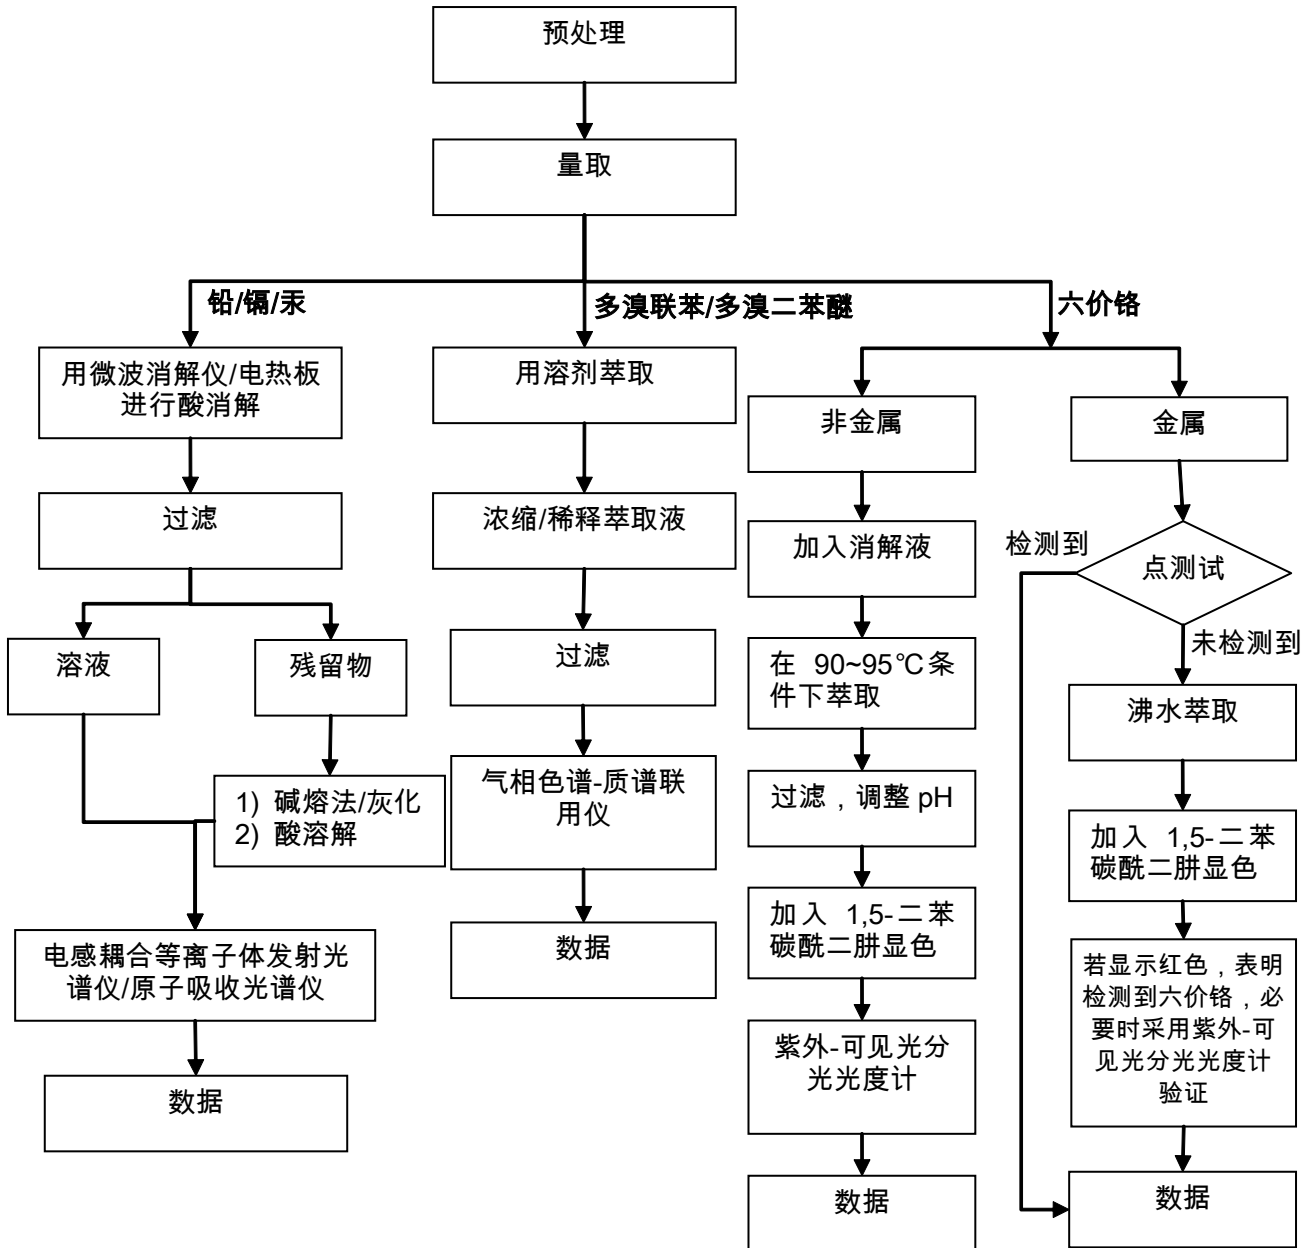 预处理
量取
铅/镉/汞
多溴联苯/多溴二苯醚
六价铬
用微波消解仪/电热板
进行酸消解
过滤
溶液
残留物
1) 碱熔法/灰化
2) 酸溶解
电感耦合等离子体发射光
谱仪/原子吸收光谱仪
数据
用溶剂萃取
浓缩/稀释萃取液
过滤
气相色谱-质谱联
用仪
数据
非金属
加入消解液
在 90~95℃条
件下萃取
过滤，调整 pH
加入 1,5-二苯
碳酰二肼显色
紫外-可见光分
光光度计
数据
金属
点测试
检测到
未检测到
沸水萃取
加入 1,5-二苯
碳酰二肼显色
若显示红色，表明
检测到六价铬，必
要时采用紫外-可
见光分光光度计
验证
数据